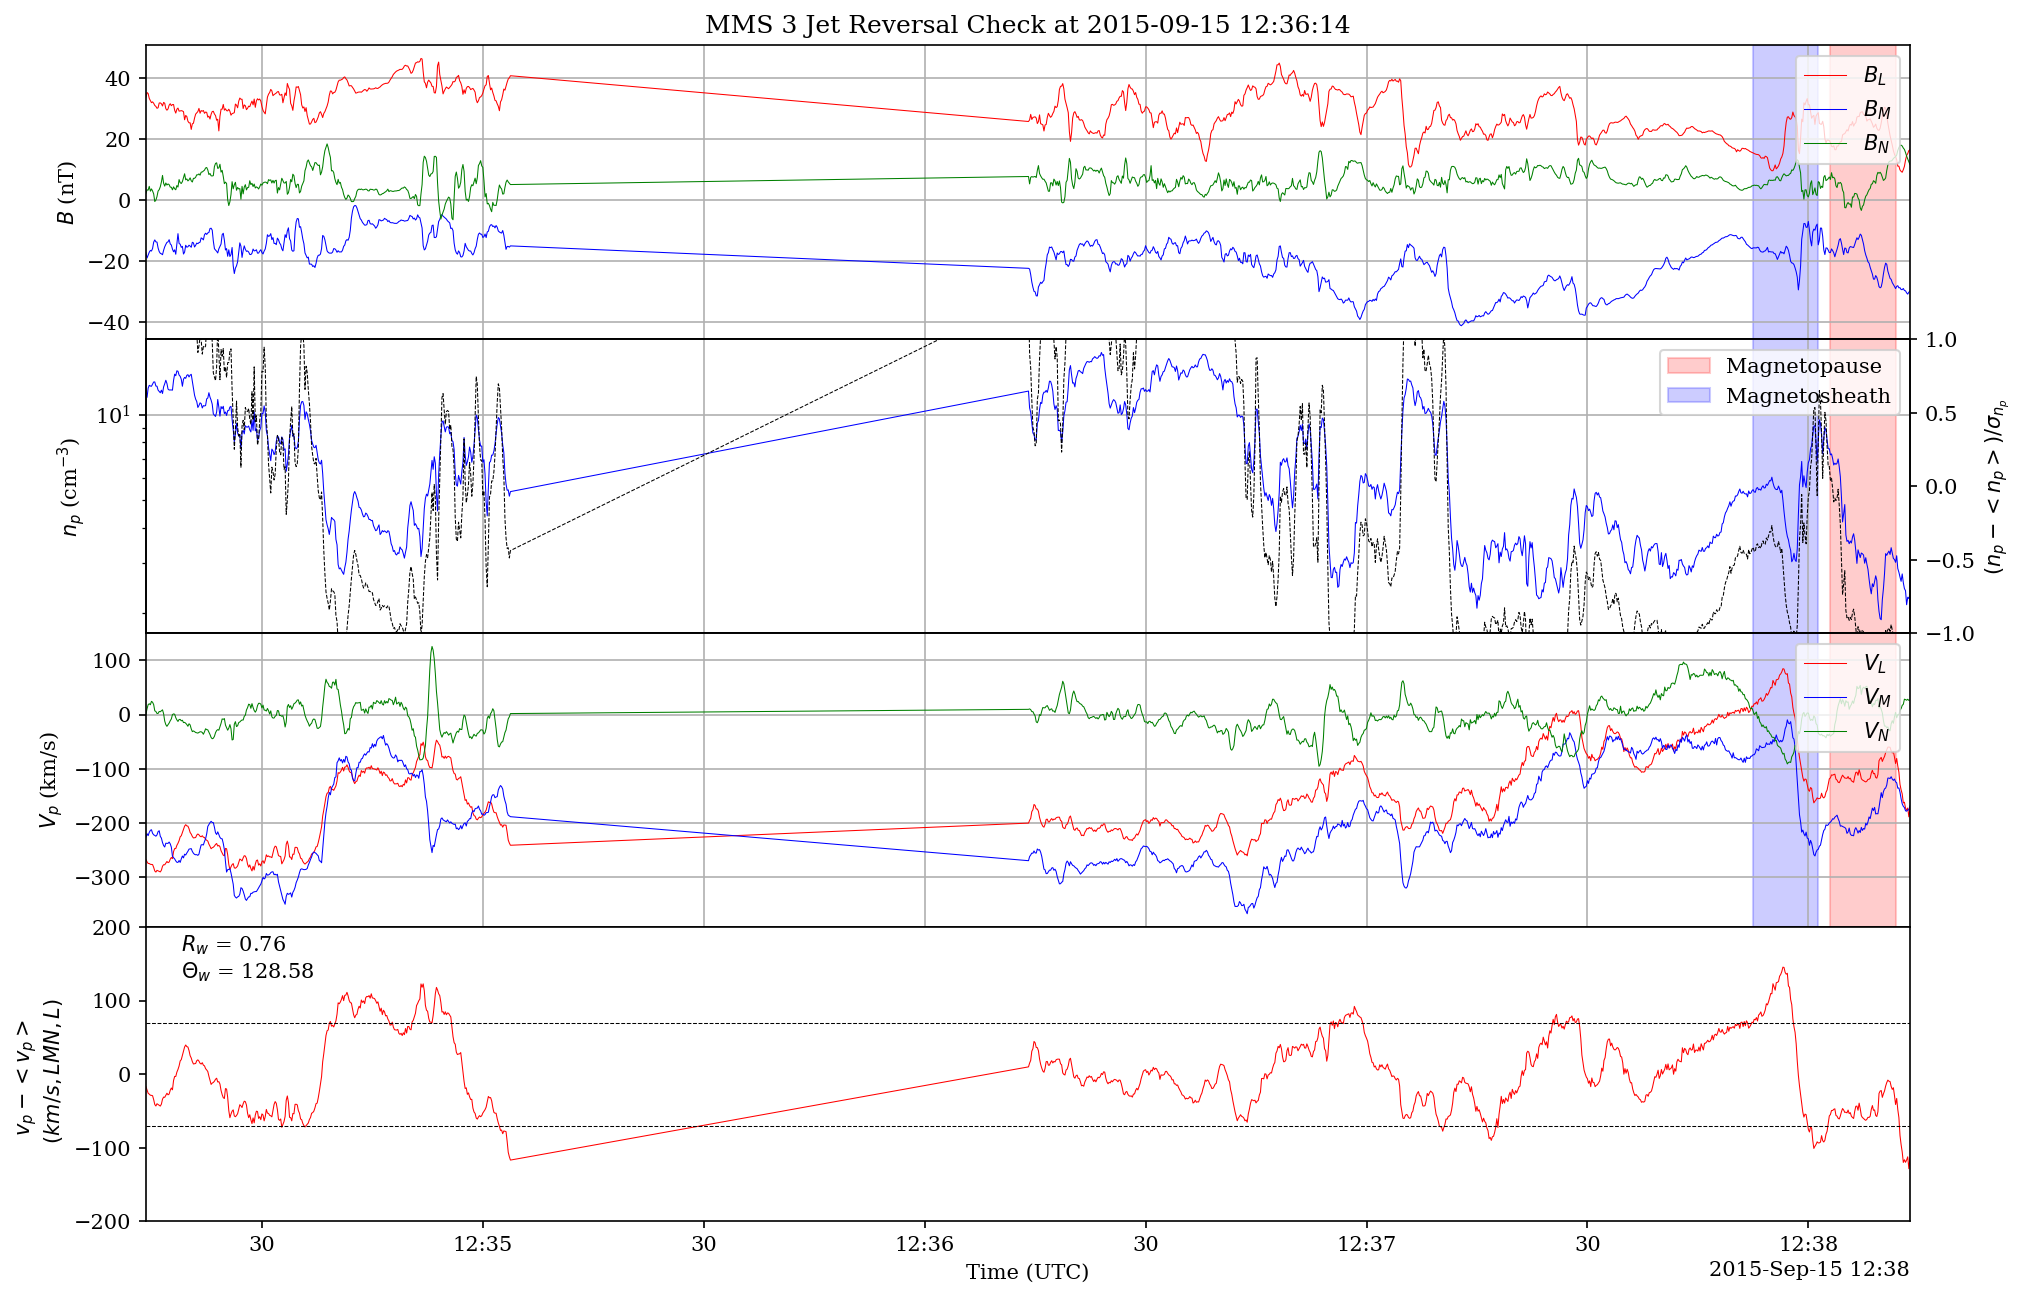 MMS 3 Jet Reversal Check at 2015-09-15 12:36:14
40
20
0
−20
−40
B (nT)
B_L
B_M
B_N
10^1
n_p (cm^{−3})
Magnetopause
Magnetosheath
1.0
0.5
0.0
−0.5
−1.0
(n_p − < n_p >)/σ_{n_p}
100
0
−100
−200
−300
V_p (km/s)
V_L
V_M
V_N
200
100
0
−100
−200
v_p − < v_p >
(km/s, LMN, L)
R_w = 0.76
Θ_w = 128.58
30
12:35
30
12:36
30
12:37
30
12:38
Time (UTC)
2015-Sep-15 12:38